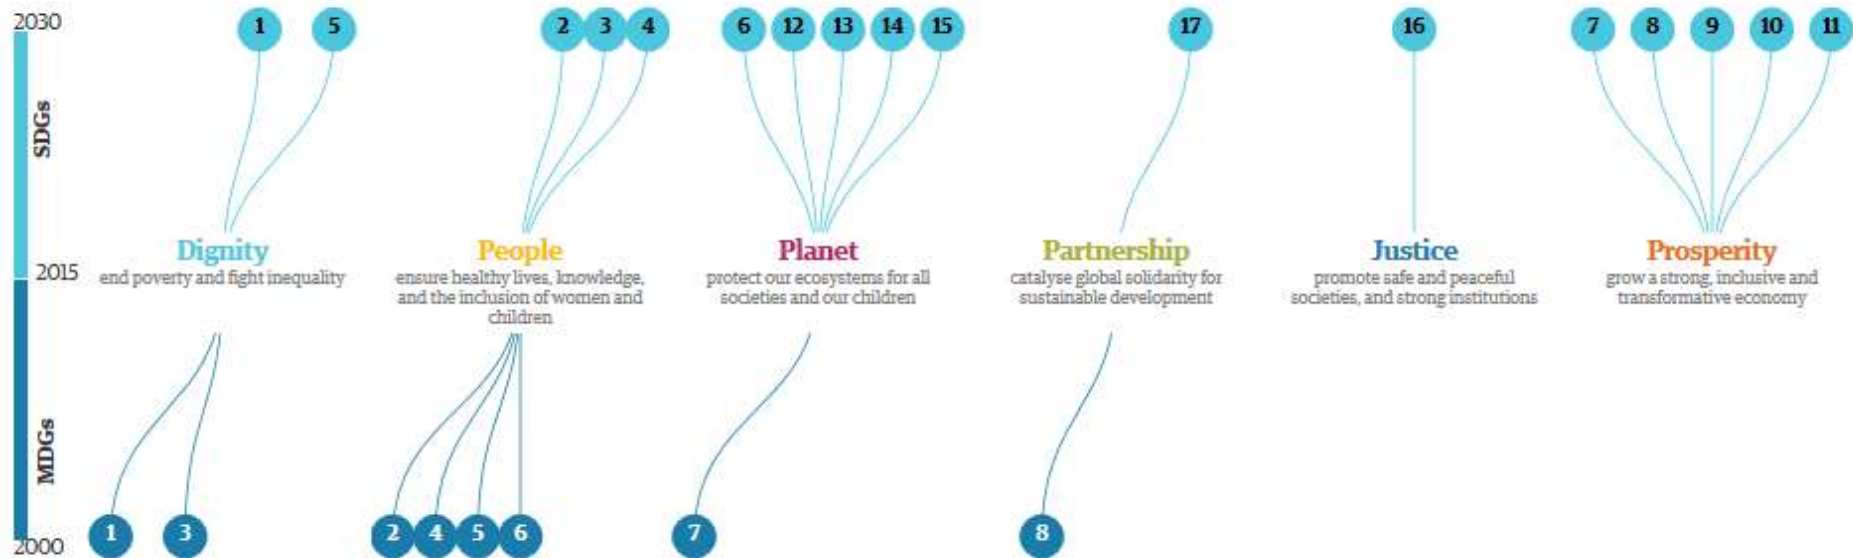 2030
1 5 2 3 4 6 12 13 14 15 17 16 7 8 9 10 11
SDGs
Dignity
end poverty and fight inequality
People
ensure healthy lives, knowledge,
and the inclusion of women and
children
Planet
protect our ecosystems for all
societies and our children
Partnership
catalyse global solidarity for
sustainable development
Justice
promote safe and peaceful
societies, and strong institutions
Prosperity
grow a strong, inclusive and
transformative economy
2015
MDGs
1 3 2 4 5 6 7 8
2000